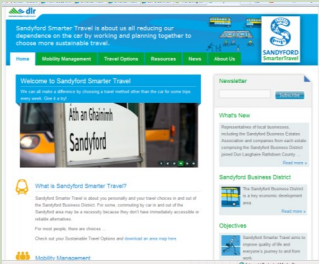 dlr
Sandyford Smarter Travel is about us all reducing our
dependence on the car by working and planning together to
choose more sustainable travel.
SANDYFORD
SMARTERTRAVEL
Home
Mobility Management
Travel Options
Resources
News
About Us
Welcome to Sandyford Smarter Travel
We can all make a difference by choosing a travel method other than the car for some trips
every week. Give it a try!
Áth an Ghainimh
Sandyford
What is Sandyford Smarter Travel?
Sandyford Smarter Travel is about you personally and your travel choices in and out of
the Sandyford Business District. For some, commuting by car in and out of the
Sandyford area may be a necessity because they don't have immediately accessible or
reliable alternatives.
For most people, there are choices ...
Check out your Sustainable Travel Options and download an area map here.
Mobility Management
Newsletter
Subscribe
What's New
Representatives of local businesses,
including the Sandyford Business Estates
Association and companies from each estate
comprising the Sandyford Business District
joined Dun Laoghaire Rathdown County ...
Read more »
Sandyford Business District
The Sandyford Business District
is a key economic development
area.
Read more »
Objectives
Sandyford Smarter Travel aims to
improve quality of life and
everyone's journey to and from
work.